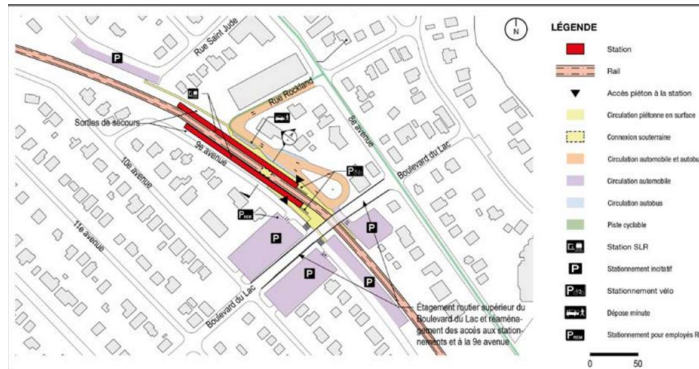 N
LÉGENDE
Station
Rail
Accès piéton à la station
Circulation piétonne en surface
Connexion souterraine
Circulation automobile et autobu
Circulation automobile
Circulation autobus
Piste cyclable
Station SLR
P
Stationnement incitatif
P
Stationnement vélo
Dépose minute
P
Stationnement pour employés R
0
50
P
Rue Saint Jude
Rue Rockland
8e avenue
Sorties de secours
9e avenue
10e avenue
11e avenue
Boulevard du Lac
Boulevard du Lac
P
P
P
P
P
P
Étagement routier supérieur du
Boulevard du Lac et réaména-
gement des accès aux station-
nements et à la 9e avenue